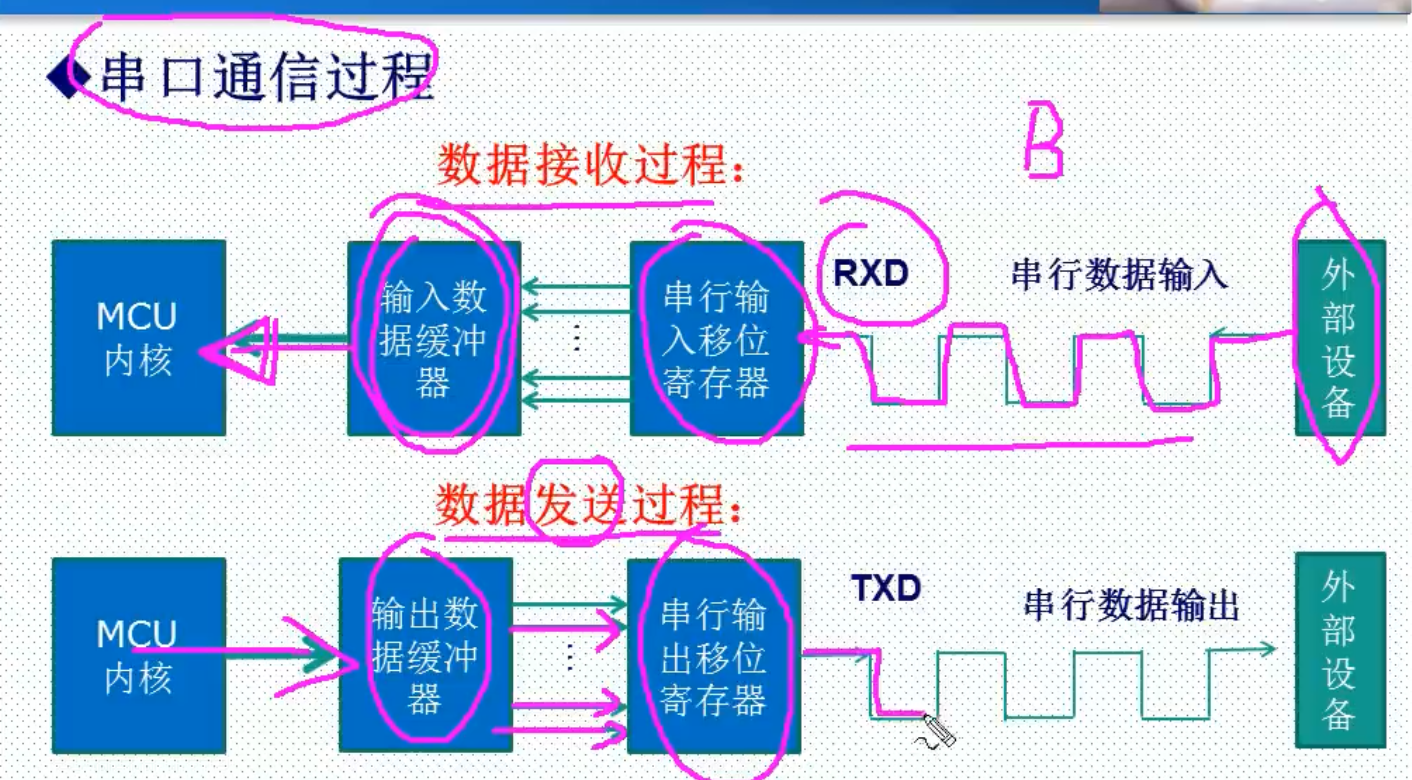 串口通信过程
B
数据接收过程：
MCU
内核
输入数
据缓冲
器
串行输
入移位
寄存器
RXD
串行数据输入
外
部
设
备
数据发送过程：
MCU
内核
输出数
据缓冲
器
串行输
出移位
寄存器
TXD
串行数据输出
外
部
设
备